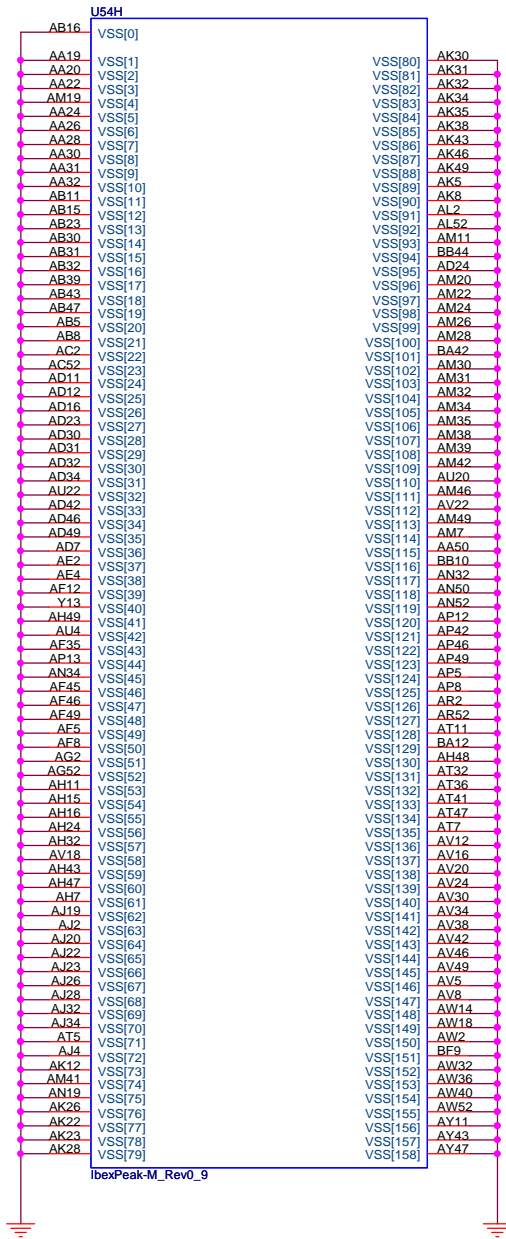 U54H
AB16 VSS[0]
AA19 VSS[1] VSS[80] AK30
AA20 VSS[2] VSS[81] AK31
AA22 VSS[3] VSS[82] AK32
AM19 VSS[4] VSS[83] AK34
AA24 VSS[5] VSS[84] AK35
AA26 VSS[6] VSS[85] AK38
AA28 VSS[7] VSS[86] AK43
AA30 VSS[8] VSS[87] AK46
AA31 VSS[9] VSS[88] AK49
AA32 VSS[10] VSS[89] AK5
AB11 VSS[11] VSS[90] AK8
AB15 VSS[12] VSS[91] AL2
AB23 VSS[13] VSS[92] AL52
AB30 VSS[14] VSS[93] AM11
AB31 VSS[15] VSS[94] BB44
AB32 VSS[16] VSS[95] AD24
AB39 VSS[17] VSS[96] AM20
AB43 VSS[18] VSS[97] AM22
AB47 VSS[19] VSS[98] AM24
AB5 VSS[20] VSS[99] AM26
AB8 VSS[21] VSS[100] AM28
AC2 VSS[22] VSS[101] BA42
AC52 VSS[23] VSS[102] AM30
AD11 VSS[24] VSS[103] AM31
AD12 VSS[25] VSS[104] AM32
AD16 VSS[26] VSS[105] AM34
AD23 VSS[27] VSS[106] AM35
AD30 VSS[28] VSS[107] AM38
AD31 VSS[29] VSS[108] AM39
AD32 VSS[30] VSS[109] AM42
AD34 VSS[31] VSS[110] AU20
AU22 VSS[32] VSS[111] AM46
AD42 VSS[33] VSS[112] AV22
AD46 VSS[34] VSS[113] AM49
AD49 VSS[35] VSS[114] AM7
AD7 VSS[36] VSS[115] AA50
AE2 VSS[37] VSS[116] BB10
AE4 VSS[38] VSS[117] AN32
AF12 VSS[39] VSS[118] AN50
Y13 VSS[40] VSS[119] AN52
AH49 VSS[41] VSS[120] AP12
AU4 VSS[42] VSS[121] AP42
AF35 VSS[43] VSS[122] AP46
AP13 VSS[44] VSS[123] AP49
AN34 VSS[45] VSS[124] AP5
AF45 VSS[46] VSS[125] AP8
AF46 VSS[47] VSS[126] AR2
AF49 VSS[48] VSS[127] AR52
AF5 VSS[49] VSS[128] AT11
AF8 VSS[50] VSS[129] BA12
AG2 VSS[51] VSS[130] AH48
AG52 VSS[52] VSS[131] AT32
AH11 VSS[53] VSS[132] AT36
AH15 VSS[54] VSS[133] AT41
AH16 VSS[55] VSS[134] AT47
AH24 VSS[56] VSS[135] AT7
AH32 VSS[57] VSS[136] AV12
AV18 VSS[58] VSS[137] AV16
AH43 VSS[59] VSS[138] AV20
AH47 VSS[60] VSS[139] AV24
AH7 VSS[61] VSS[140] AV30
AJ19 VSS[62] VSS[141] AV34
AJ2 VSS[63] VSS[142] AV38
AJ20 VSS[64] VSS[143] AV42
AJ22 VSS[65] VSS[144] AV46
AJ23 VSS[66] VSS[145] AV49
AJ26 VSS[67] VSS[146] AV5
AJ28 VSS[68] VSS[147] AV8
AJ32 VSS[69] VSS[148] AW14
AJ34 VSS[70] VSS[149] AW18
AT5 VSS[71] VSS[150] AW2
AJ4 VSS[72] VSS[151] BF9
AK12 VSS[73] VSS[152] AW32
AM41 VSS[74] VSS[153] AW36
AN19 VSS[75] VSS[154] AW40
AK26 VSS[76] VSS[155] AW52
AK22 VSS[77] VSS[156] AY11
AK23 VSS[78] VSS[157] AY43
AK28 VSS[79] VSS[158] AY47
IbexPeak-M_Rev0_9